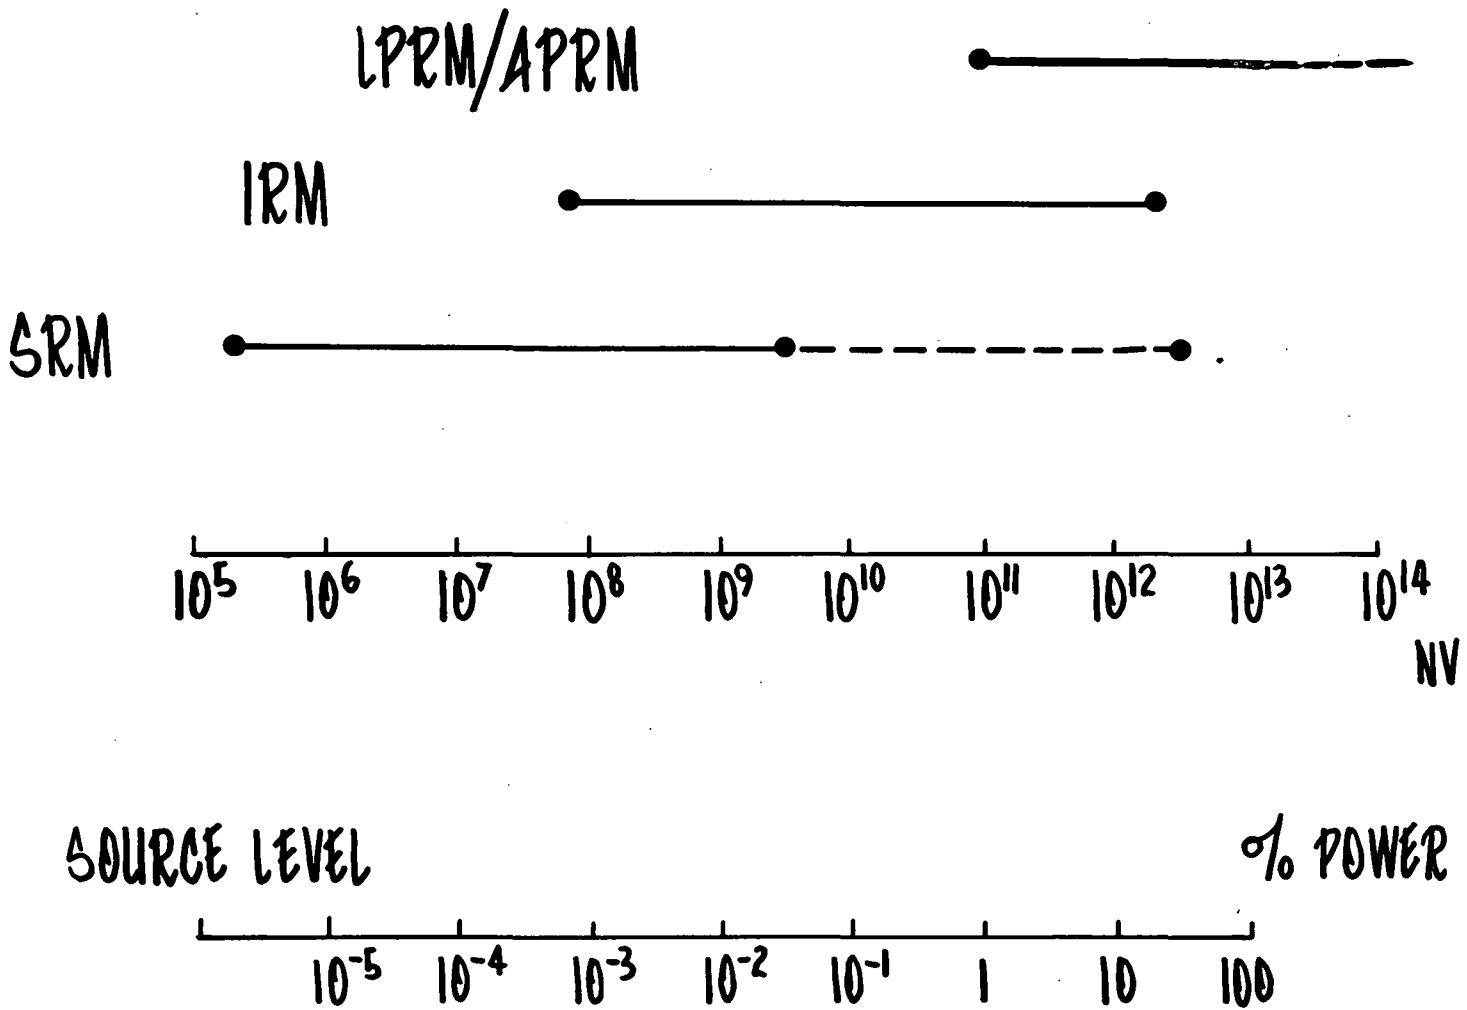 LPRM/APRM
IRM
SRM
10⁵ 10⁶ 10⁷ 10⁸ 10⁹ 10¹⁰ 10¹¹ 10¹² 10¹³ 10¹⁴
NV
SOURCE LEVEL % POWER
10⁻⁵ 10⁻⁴ 10⁻³ 10⁻² 10⁻¹ 1 10 100